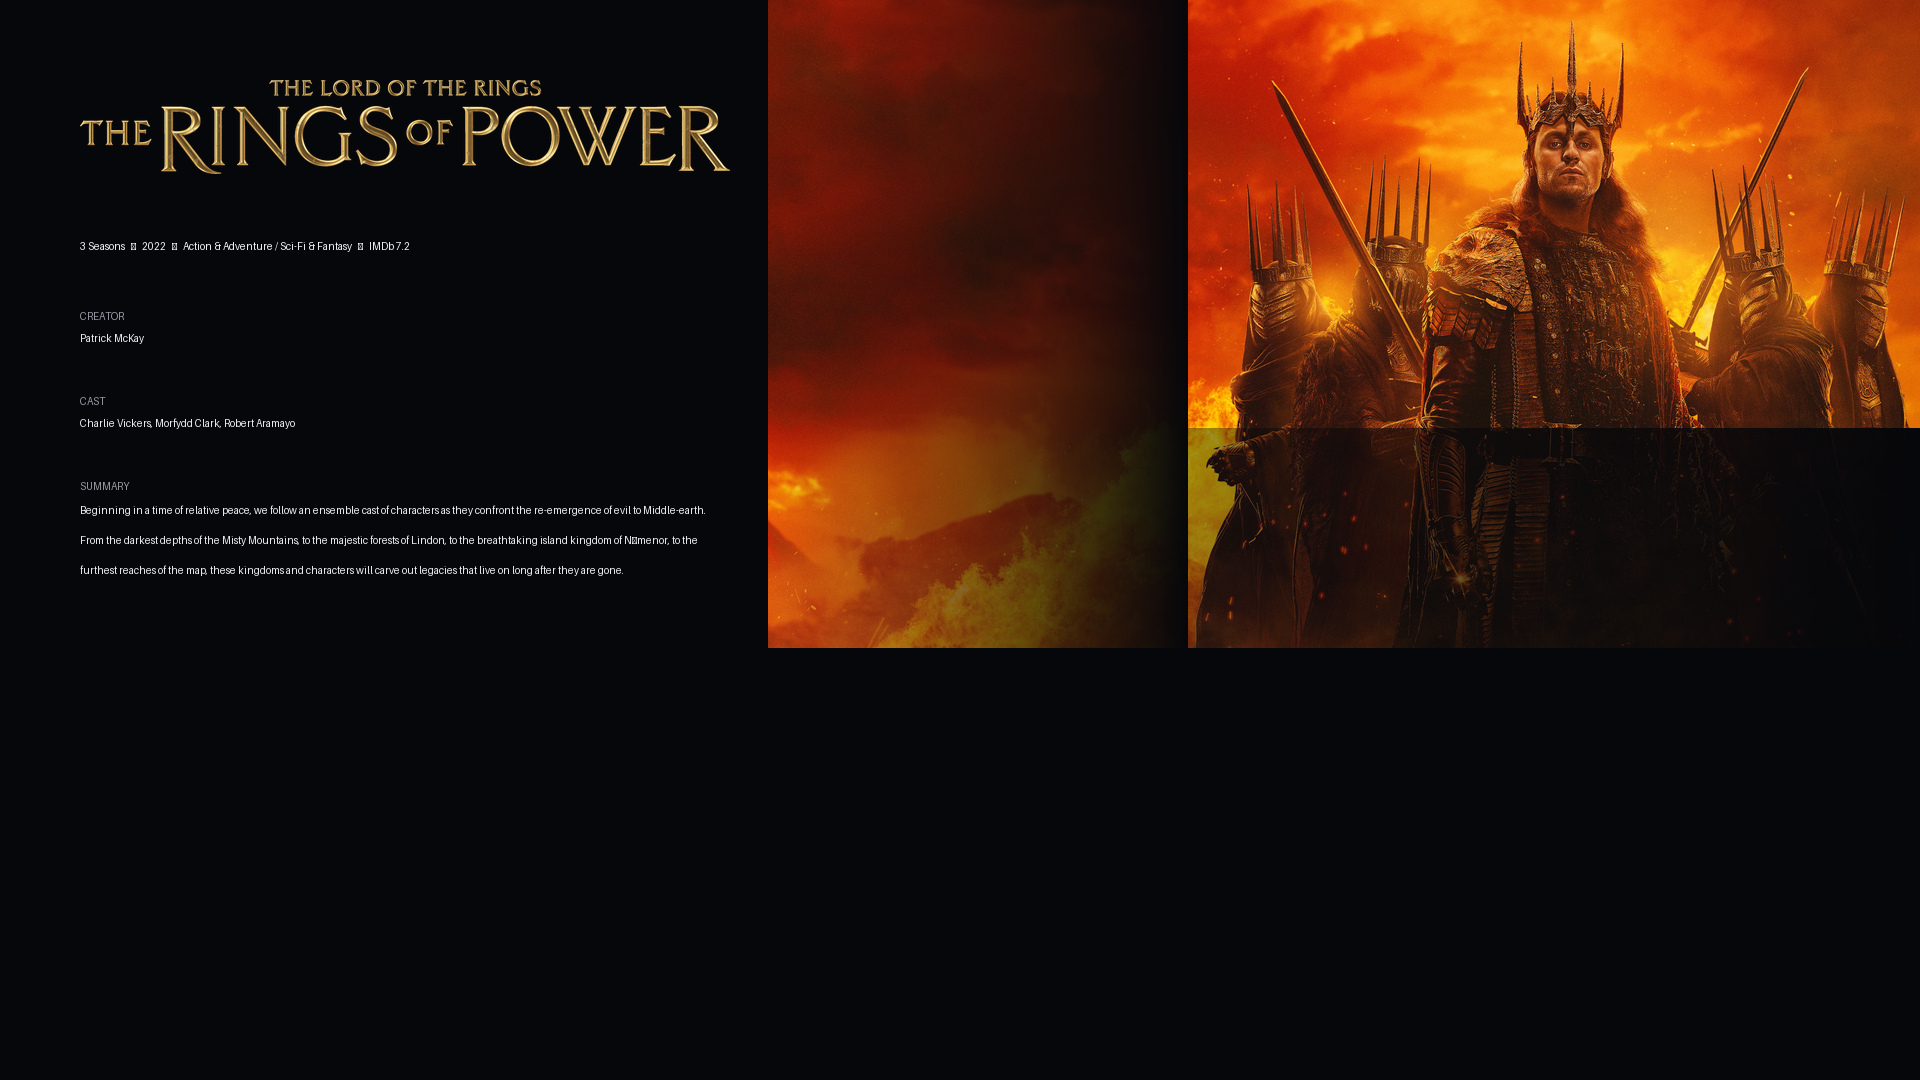 THE LORD OF THE RINGS
THE RINGS OF POWER
3 Seasons ▯ 2022 ▯ Action & Adventure / Sci-Fi & Fantasy ▯ IMDb 7.2
CREATOR
Patrick McKay
CAST
Charlie Vickers, Morfydd Clark, Robert Aramayo
SUMMARY
Beginning in a time of relative peace, we follow an ensemble cast of characters as they confront the re-emergence of evil to Middle-earth.
From the darkest depths of the Misty Mountains, to the majestic forests of Lindon, to the breathtaking island kingdom of N▯menor, to the
furthest reaches of the map, these kingdoms and characters will carve out legacies that live on long after they are gone.